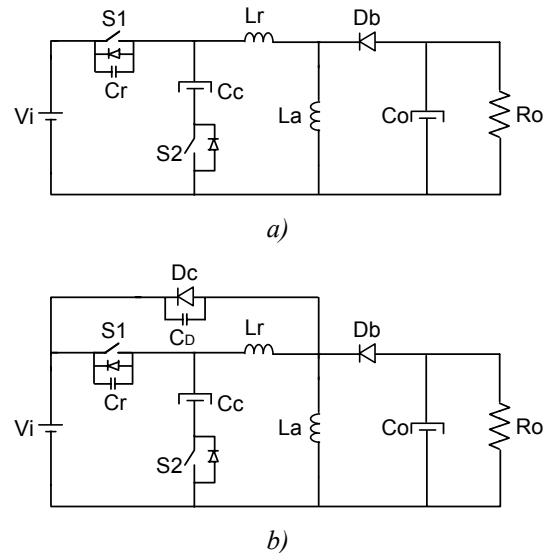 S1
Lr
Db
Cr
Cc
Vi
La
Co
Ro
S2
a)
Dc
CD
S1
Lr
Db
Cr
Cc
Vi
La
Co
Ro
S2
b)